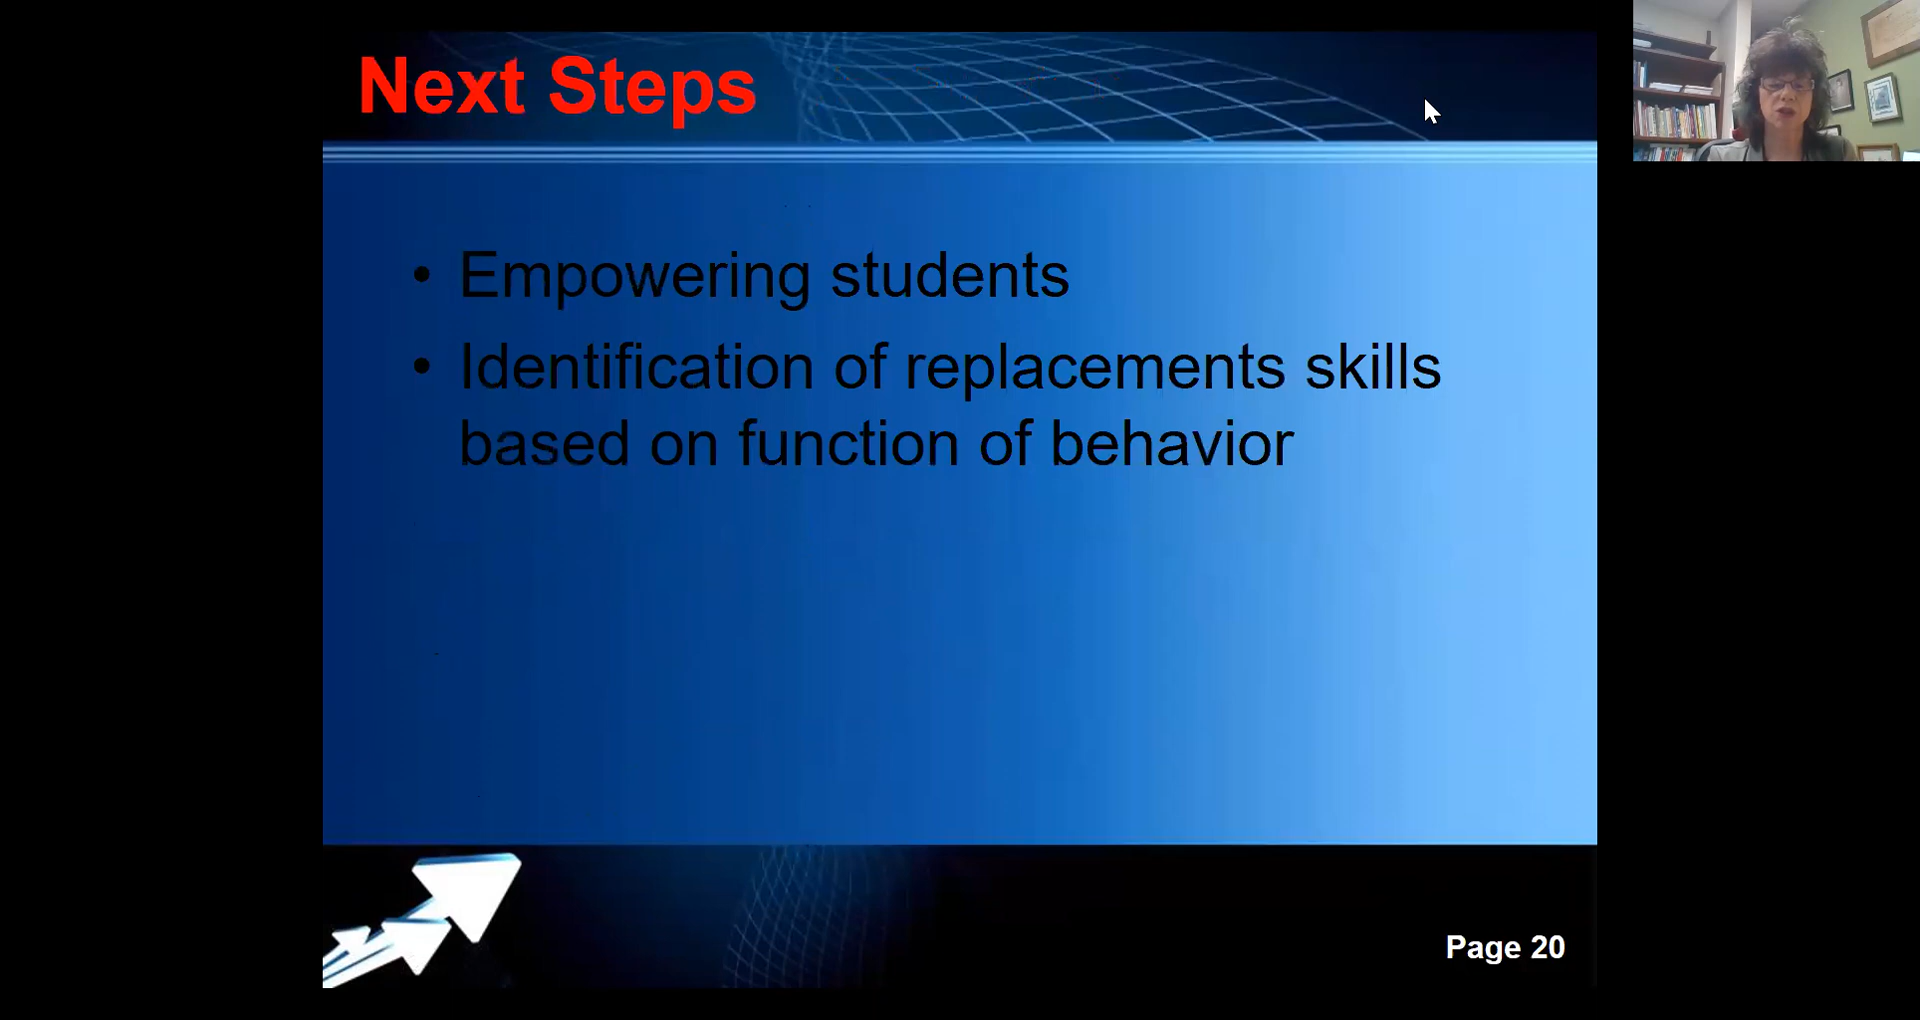 Next Steps
• Empowering students
• Identification of replacements skills
based on function of behavior
Page 20